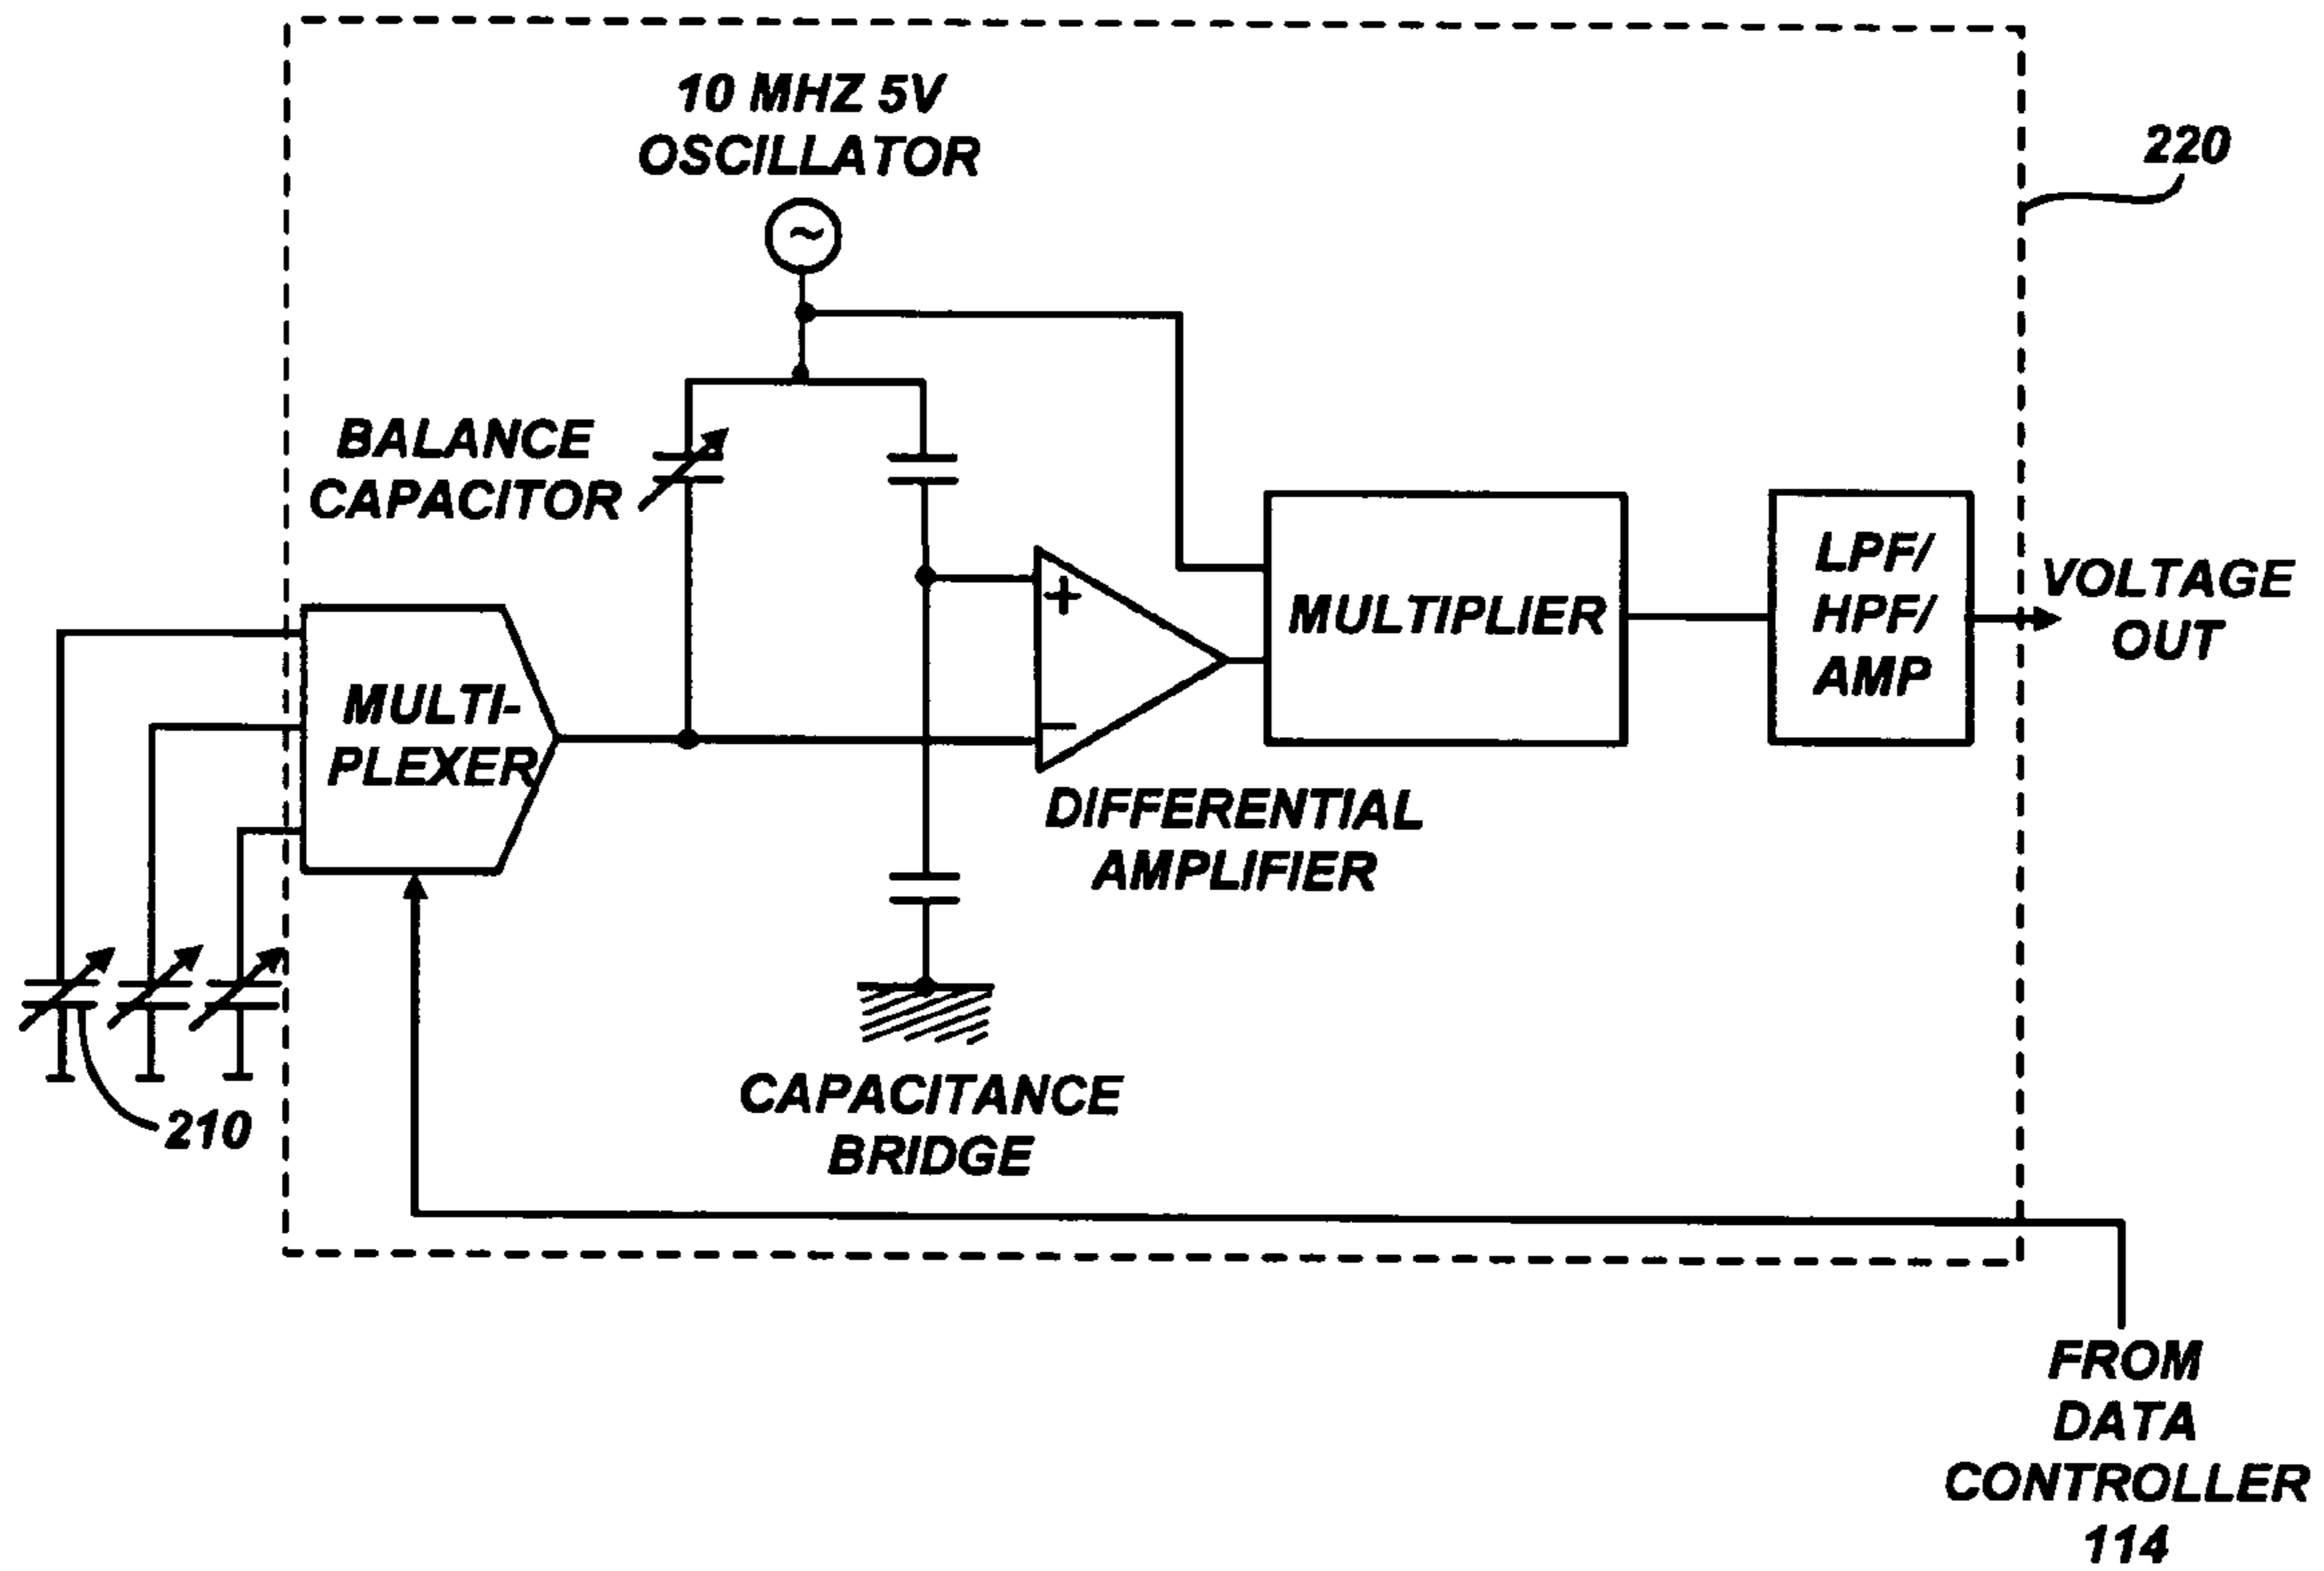 10 MHZ 5V
OSCILLATOR
~
220
BALANCE
CAPACITOR
+
−
MULTI-
PLEXER
MULTIPLIER
LPF/
HPF/
AMP
VOLTAGE
OUT
DIFFERENTIAL
AMPLIFIER
210
CAPACITANCE
BRIDGE
FROM
DATA
CONTROLLER
114